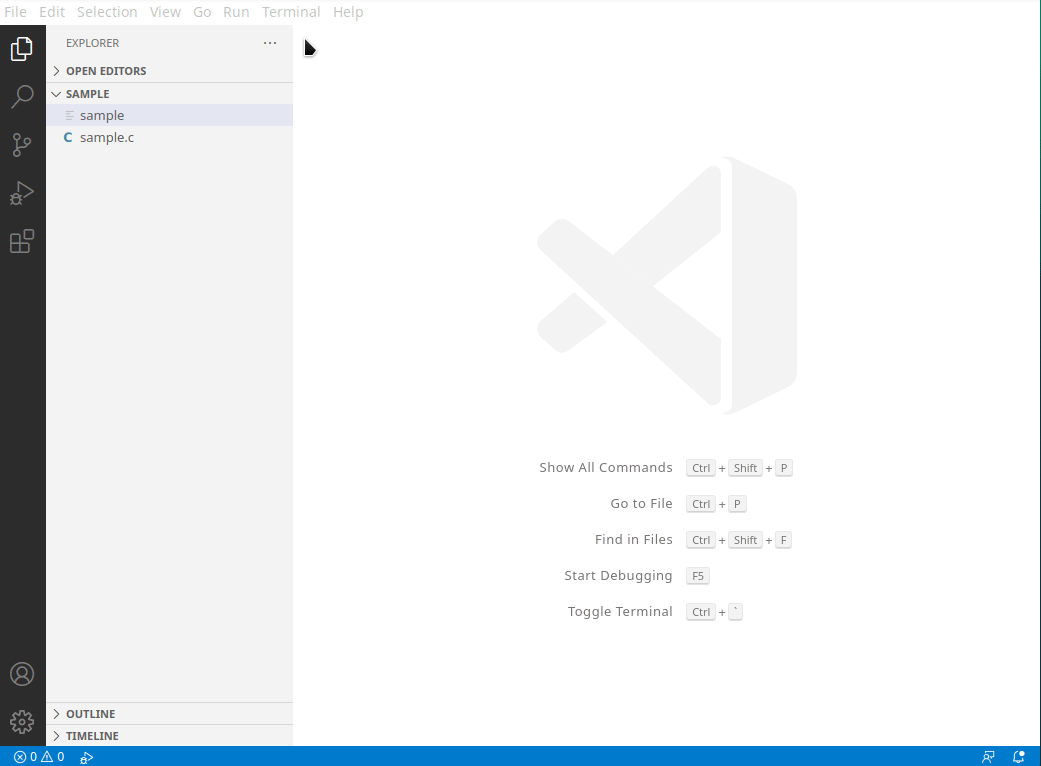 File Edit Selection View Go Run Terminal Help
EXPLORER ...
OPEN EDITORS
SAMPLE
sample
C sample.c
Show All Commands Ctrl + Shift + P
Go to File Ctrl + P
Find in Files Ctrl + Shift + F
Start Debugging F5
Toggle Terminal Ctrl + `
OUTLINE
TIMELINE
0 0